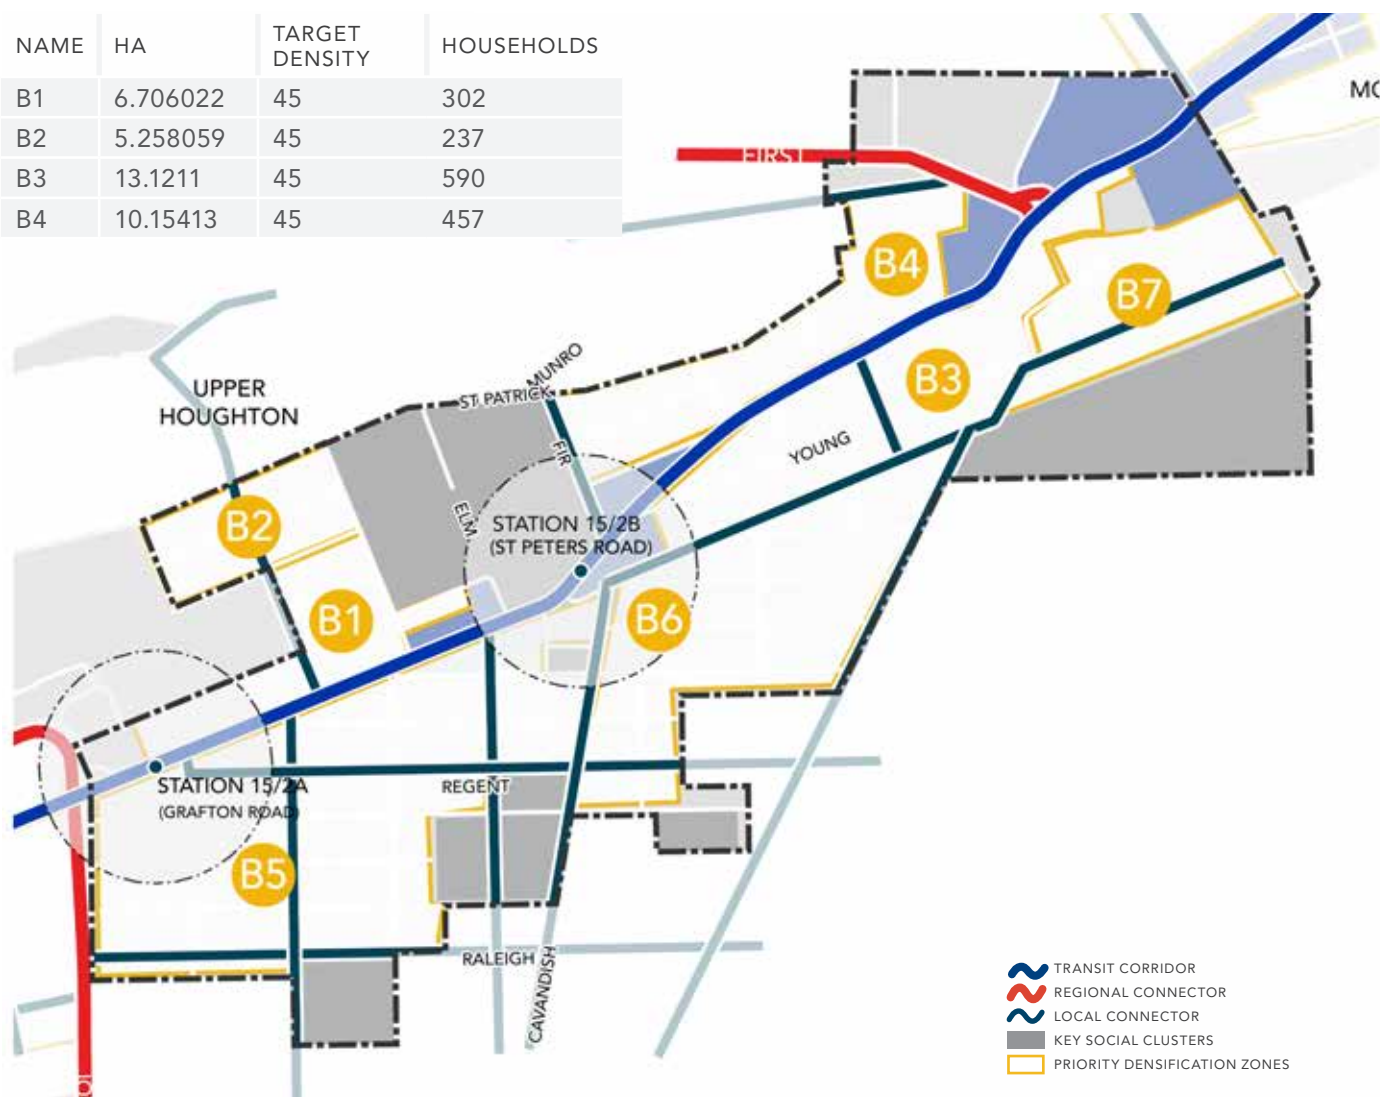 NAME HA TARGET DENSITY HOUSEHOLDS
B1 6.706022 45 302
B2 5.258059 45 237
B3 13.1211 45 590
B4 10.15413 45 457
FIRST
B4
B7
B3
MUNRO
ST PATRICK
UPPER
HOUGHTON
FIR
YOUNG
ELM
B2
STATION 15/2B
(ST PETERS ROAD)
B1
B6
STATION 15/2A
(GRAFTON ROAD)
REGENT
B5
RALEIGH
CAVANDISH
TRANSIT CORRIDOR
REGIONAL CONNECTOR
LOCAL CONNECTOR
KEY SOCIAL CLUSTERS
PRIORITY DENSIFICATION ZONES